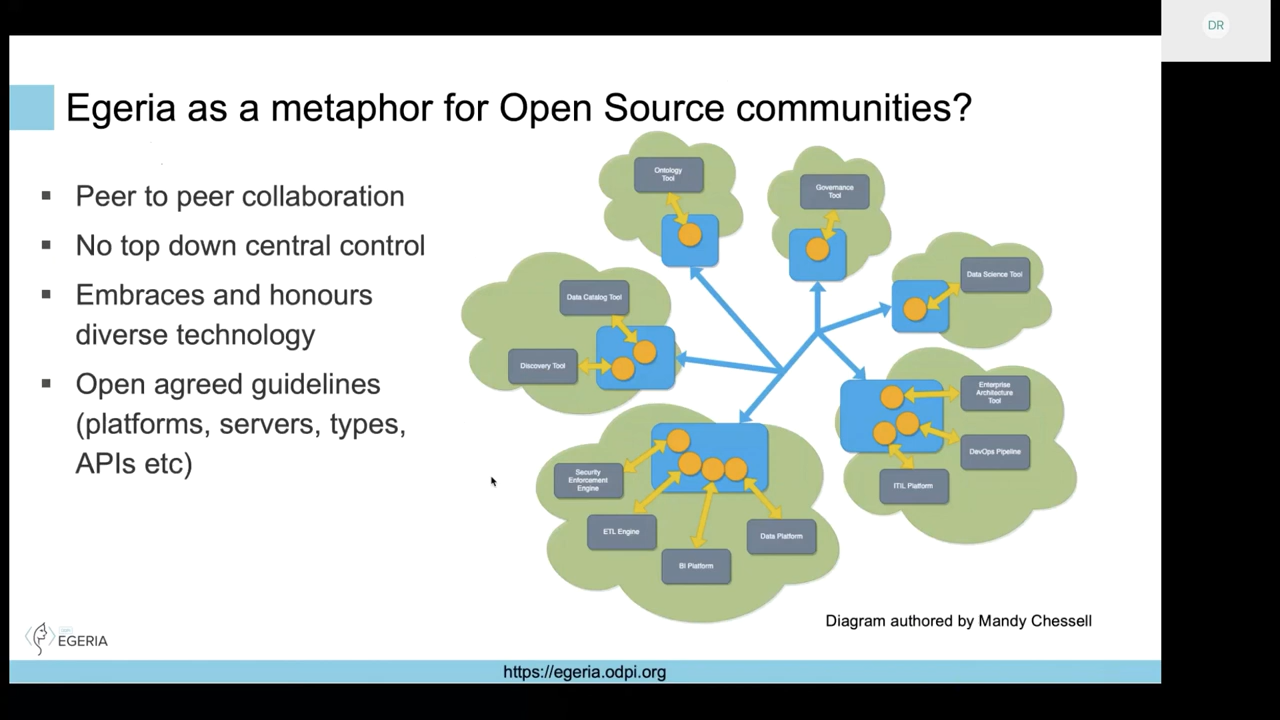 DR
Egeria as a metaphor for Open Source communities?
▪ Peer to peer collaboration
▪ No top down central control
▪ Embraces and honours
diverse technology
▪ Open agreed guidelines
(platforms, servers, types,
APIs etc)
Ontology
Tool
Governance
Tool
Data Science Tool
Data Catalog Tool
Discovery Tool
Enterprise
Architecture
Tool
DevOps Pipeline
ITIL Platform
Security
Enforcement
Engine
ETL Engine
BI Platform
Data Platform
Diagram authored by Mandy Chessell
EGERIA
https://egeria.odpi.org